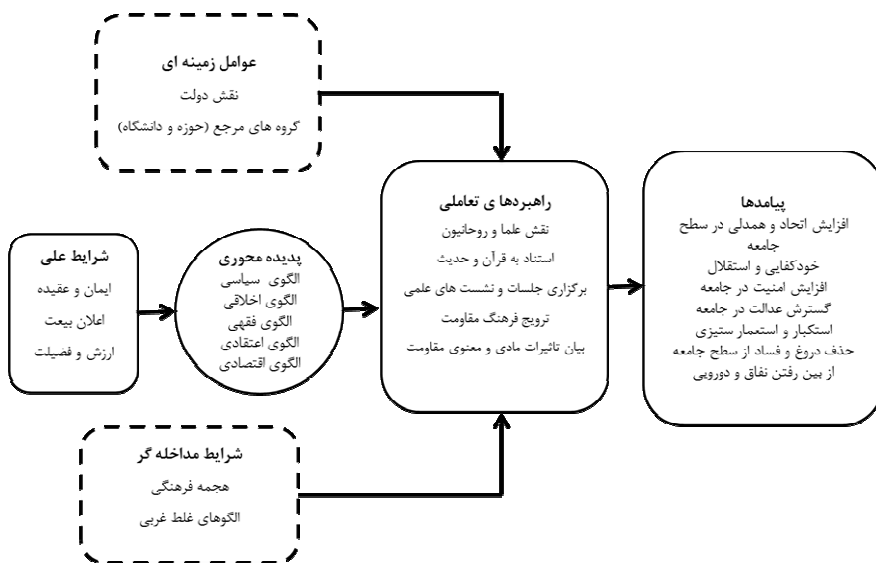 عوامل زمینه ای
نقش دولت
گروه های مرجع (حوزه و دانشگاه)
شرایط علی
ایمان و عقیده
اعلان بیعت
ارزش و فضیلت
پدیده محوری
الگوی سیاسی
الگوی اخلاقی
الگوی فقهی
الگوی اعتقادی
الگوی اقتصادی
راهبردها ی تعاملی
نقش علما و روحانیون
استناد به قرآن و حدیث
برگزاری جلسات و نشست های علمی
ترویج فرهنگ مقاومت
بیان تاثیرات مادی و معنوی مقاومت
پیامدها
افزایش اتحاد و همدلی در سطح
جامعه
خودکفایی و استقلال
افزایش امنیت در جامعه
گسترش عدالت در جامعه
استکبار و استعمار ستیزی
حذف دروغ و فساد از سطح جامعه
از بین رفتن نفاق و دورویی
شرایط مداخله گر
هجمه فرهنگی
الگوهای غلط غربی